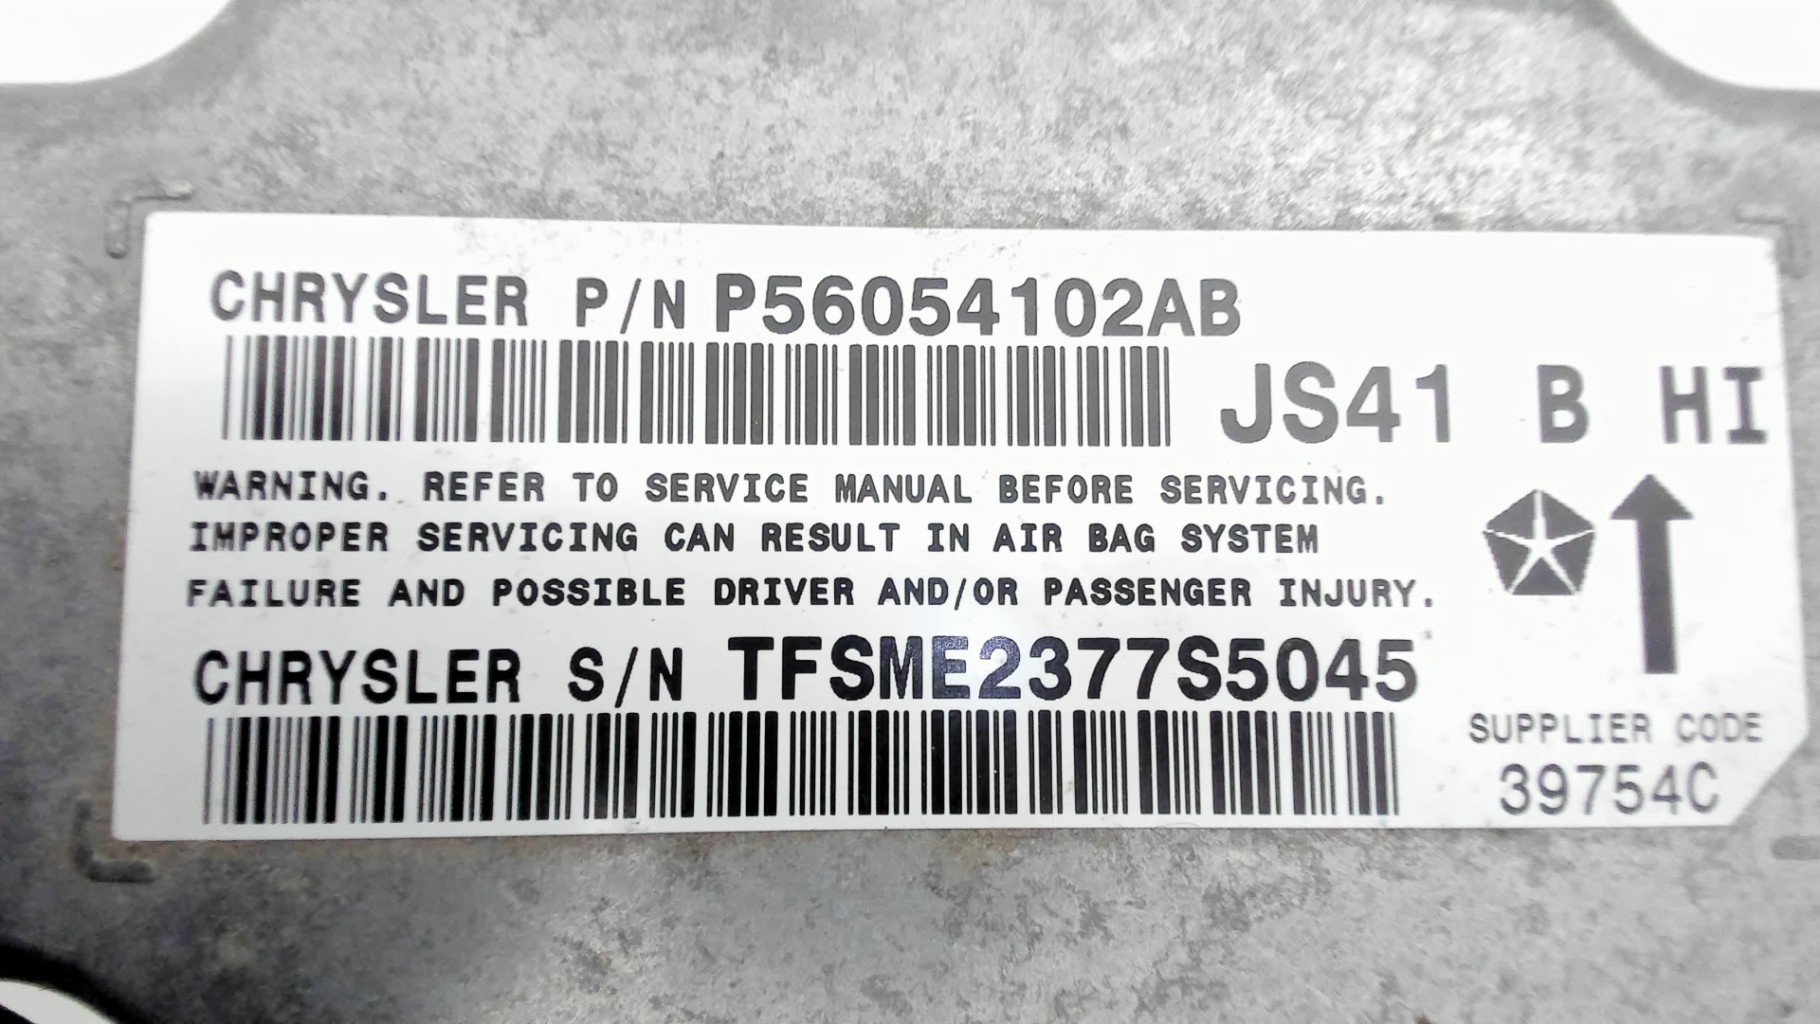 CHRYSLER P/N P56054102AB
JS41 B HI
WARNING. REFER TO SERVICE MANUAL BEFORE SERVICING.
IMPROPER SERVICING CAN RESULT IN AIR BAG SYSTEM
FAILURE AND POSSIBLE DRIVER AND/OR PASSENGER INJURY.
CHRYSLER S/N TFSME2377S5045
SUPPLIER CODE
39754C